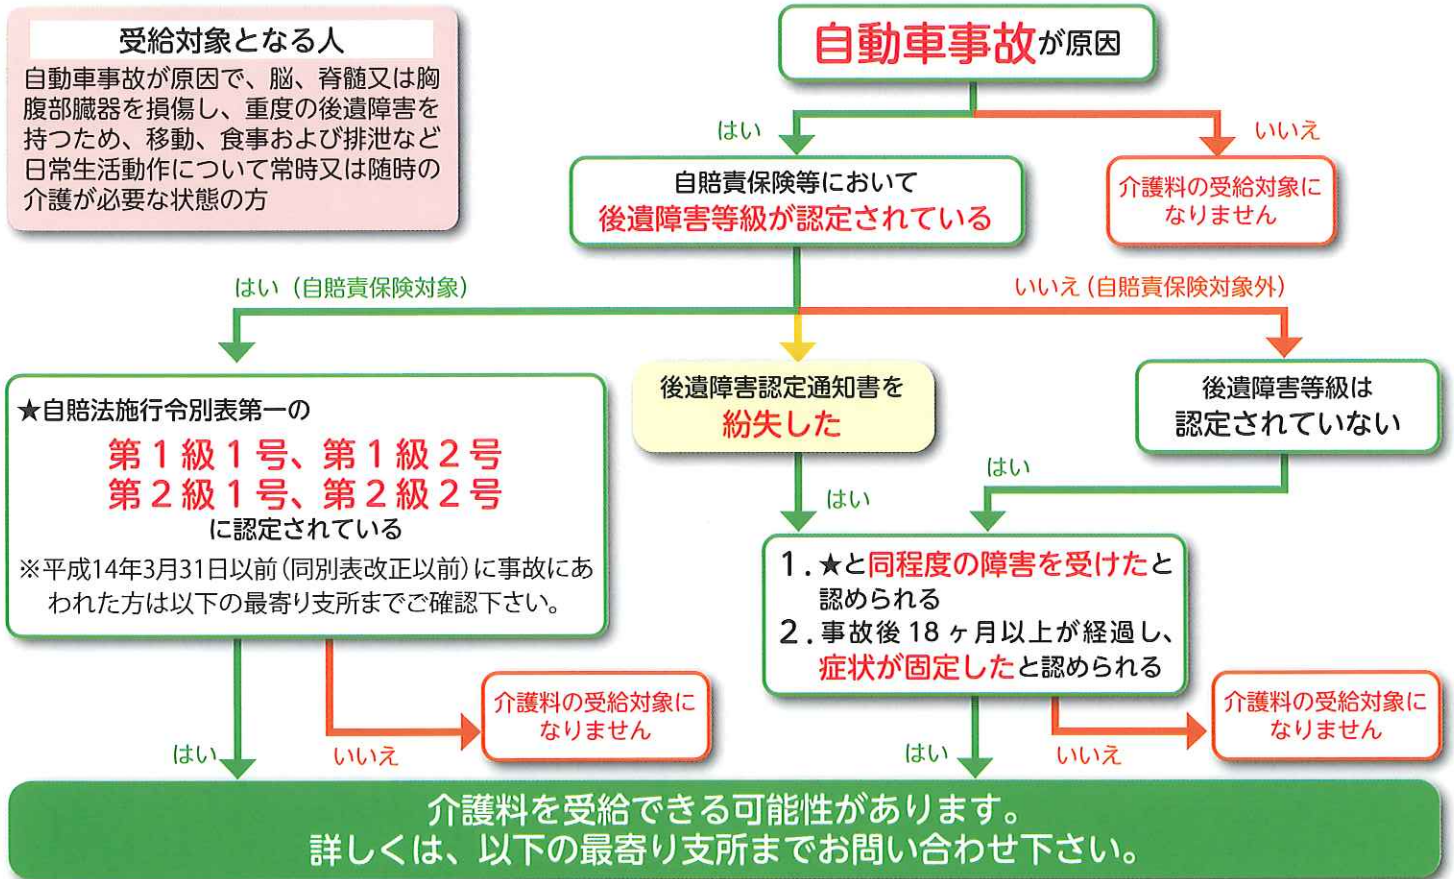 受給対象となる人
自動車事故が原因で、脳、脊髄又は胸
腹部臓器を損傷し、重度の後遺障害を
持つため、移動、食事および排泄など
日常生活動作について常時又は随時の
介護が必要な状態の方
自動車事故が原因
はい
いいえ
自賠責保険等において
後遺障害等級が認定されている
介護料の受給対象に
なりません
はい(自賠責保険対象)
いいえ(自賠責保険対象外)
★自賠法施行令別表第一の
第1級1号、第1級2号
第2級1号、第2級2号
に認定されている
※平成14年3月31日以前(同別表改正以前)に事故にあ
われた方は以下の最寄り支所までご確認下さい。
後遺障害認定通知書を
紛失した
後遺障害等級は
認定されていない
はい
はい
1.★と同程度の障害を受けたと
認められる
2.事故後18ヶ月以上が経過し、
症状が固定したと認められる
介護料の受給対象に
なりません
介護料の受給対象に
なりません
はい
いいえ
はい
いいえ
介護料を受給できる可能性があります。
詳しくは、以下の最寄り支所までお問い合わせ下さい。